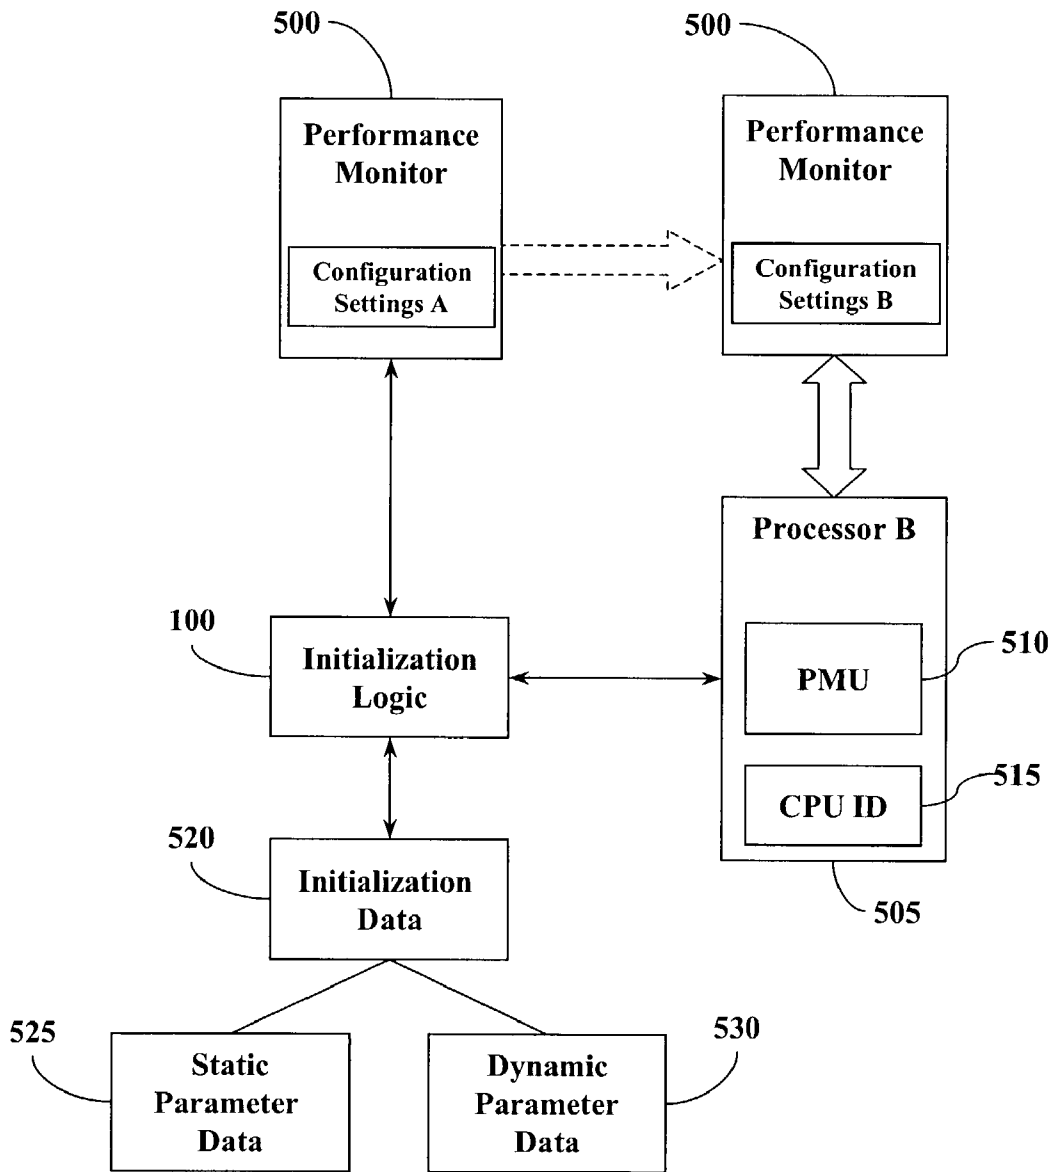 500
500
Performance
Monitor
Configuration
Settings A
Performance
Monitor
Configuration
Settings B
Processor B
PMU
510
CPU ID
515
505
100
Initialization
Logic
520
Initialization
Data
525
Static
Parameter
Data
530
Dynamic
Parameter
Data